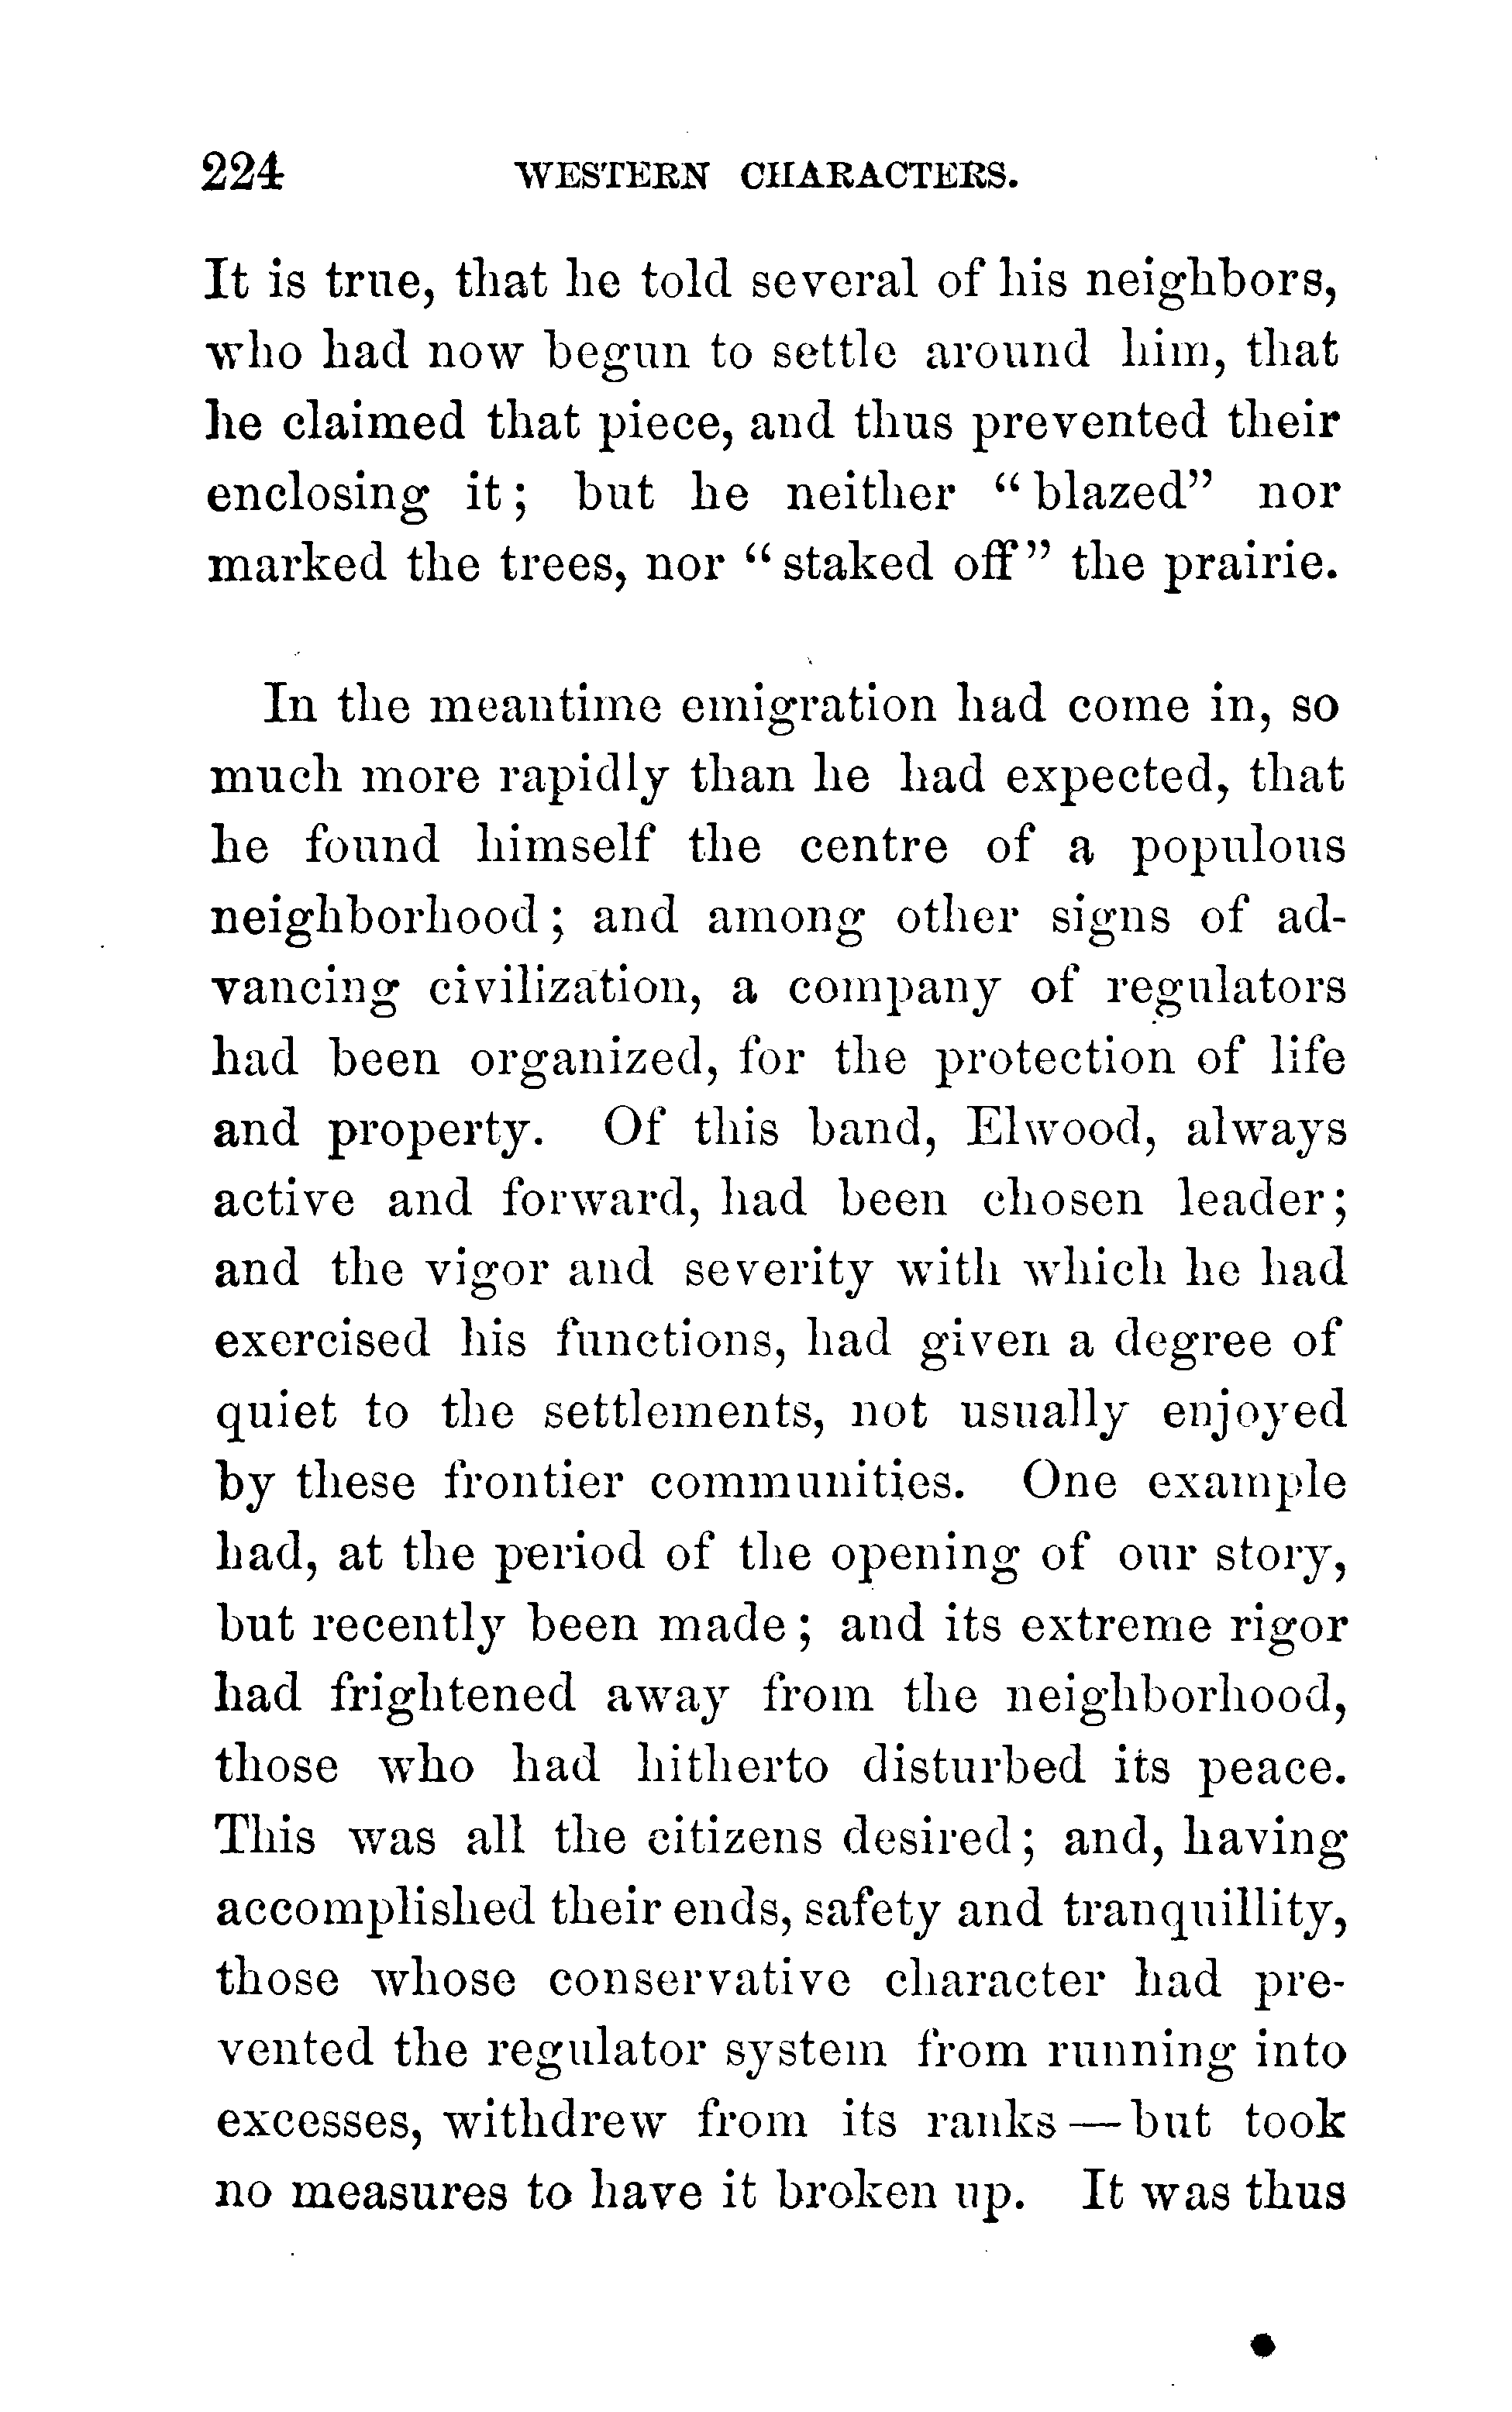 224 WESTERN CHARACTERS.
It is true, that he told several of his neighbors,
who had now begun to settle around him, that
he claimed that piece, and thus prevented their
enclosing it; but he neither “blazed” nor
marked the trees, nor “staked off” the prairie.
In the meantime emigration had come in, so
much more rapidly than he had expected, that
he found himself the centre of a populous
neighborhood; and among other signs of ad-
vancing civilization, a company of regulators
had been organized, for the protection of life
and property. Of this band, Elwood, always
active and forward, had been chosen leader;
and the vigor and severity with which he had
exercised his functions, had given a degree of
quiet to the settlements, not usually enjoyed
by these frontier communities. One example
had, at the period of the opening of our story,
but recently been made; and its extreme rigor
had frightened away from the neighborhood,
those who had hitherto disturbed its peace.
This was all the citizens desired; and, having
accomplished their ends, safety and tranquillity,
those whose conservative character had pre-
vented the regulator system from running into
excesses, withdrew from its ranks—but took
no measures to have it broken up. It was thus